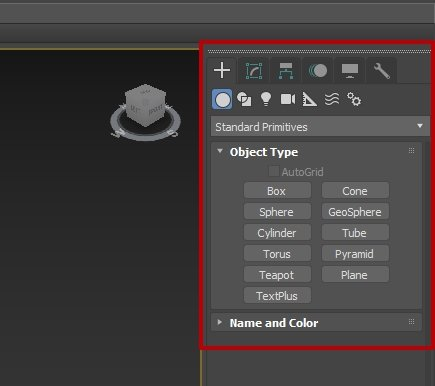 Standard Primitives
Object Type
AutoGrid
Box Cone
Sphere GeoSphere
Cylinder Tube
Torus Pyramid
Teapot Plane
TextPlus
Name and Color